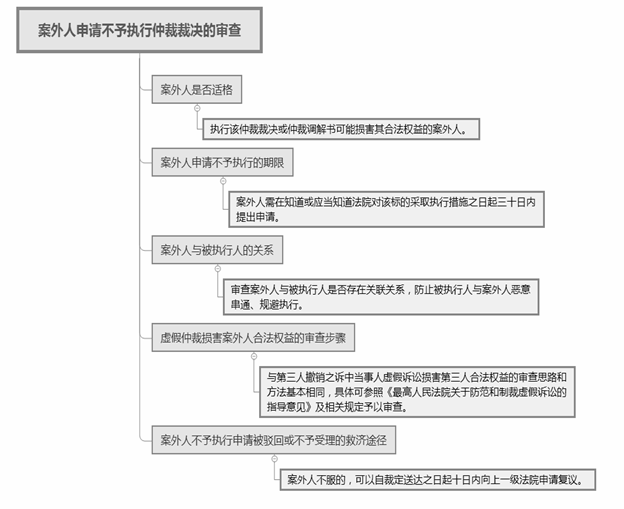 案外人申请不予执行仲裁裁决的审查
案外人是否适格
执行该仲裁裁决或仲裁调解书可能损害其合法权益的案外人。
案外人申请不予执行的期限
案外人需在知道或应当知道法院对该标的采取执行措施之日起三十日内
提出申请。
案外人与被执行人的关系
审查案外人与被执行人是否存在关联关系，防止被执行人与案外人恶意
串通、规避执行。
虚假仲裁损害案外人合法权益的审查步骤
与第三人撤销之诉中当事人虚假诉讼损害第三人合法权益的审查思路和
方法基本相同，具体可参照《最高人民法院关于防范和制裁虚假诉讼的
指导意见》及相关规定予以审查。
案外人不予执行申请被驳回或不予受理的救济途径
案外人不服的，可以自裁定送达之日起十日内向上一级法院申请复议。